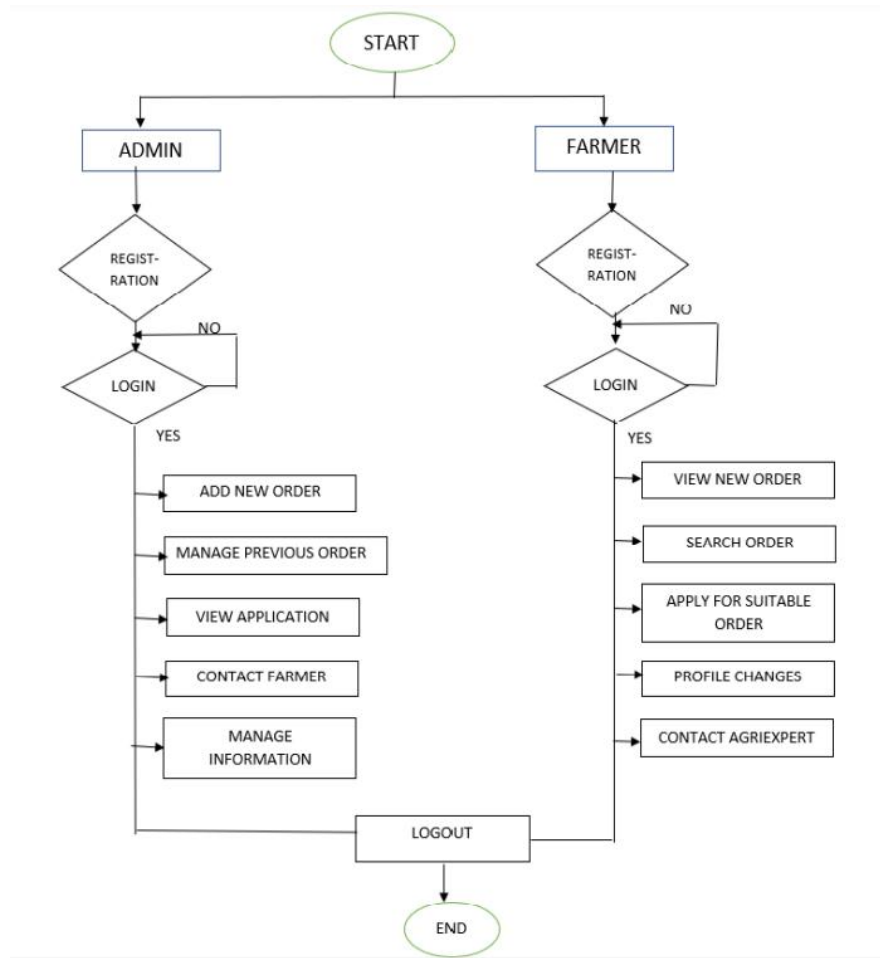 START
ADMIN
FARMER
REGIST-
RATION
REGIST-
RATION
NO
NO
LOGIN
LOGIN
YES
YES
ADD NEW ORDER
MANAGE PREVIOUS ORDER
VIEW APPLICATION
CONTACT FARMER
MANAGE
INFORMATION
VIEW NEW ORDER
SEARCH ORDER
APPLY FOR SUITABLE
ORDER
PROFILE CHANGES
CONTACT AGRIEXPERT
LOGOUT
END